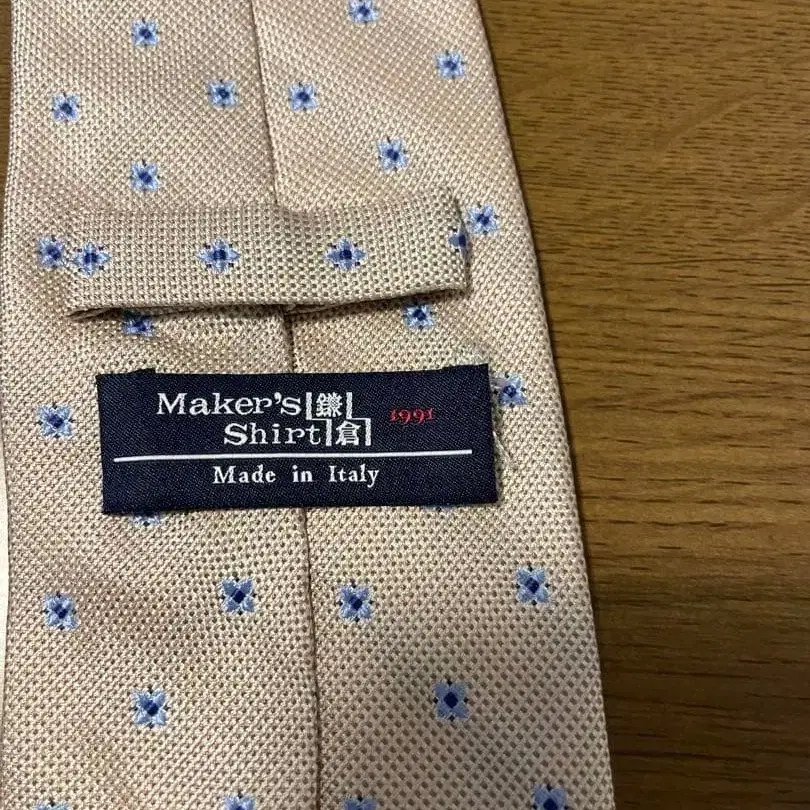 Maker's 鎌 1991
Shirt 倉
Made in Italy